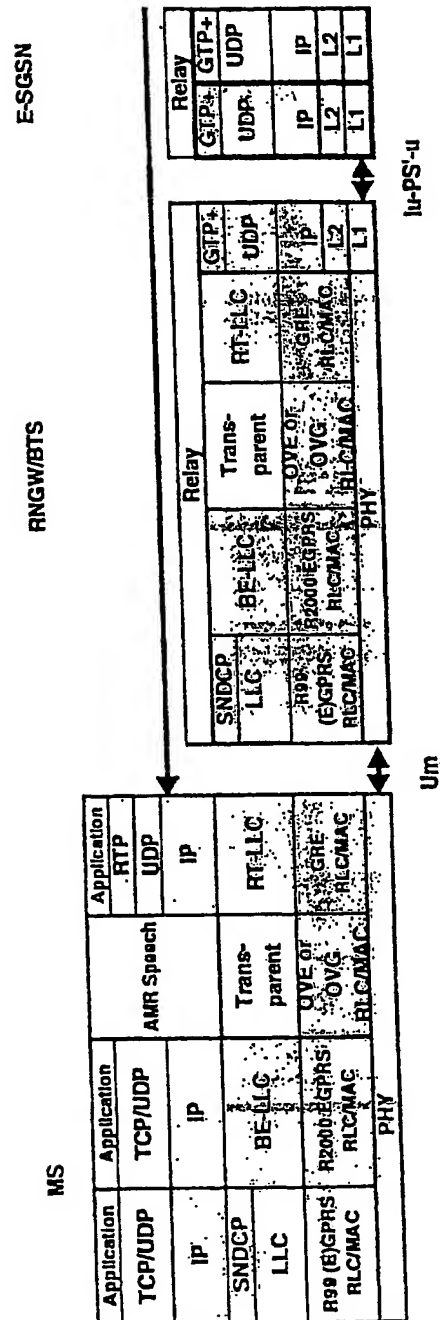 MS
RNGW/BTS
E-SGSN
Application
TCP/UDP
IP
SNDCP
LLC
R99 (E)GPRS
RLC/MAC
Application
TCP/UDP
IP
BE-LLC
R2000 EGPRS
RLC/MAC
AMR Speech
Trans-
parent
OVE or
OVG
RLC/MAC
Application
RTP
UDP
IP
RT-LLC
GRE
RLC/MAC
PHY
Um
Relay
SNDCP
LLC
R99
(E)GPRS
RLC/MAC
BE-LLC
R2000 EGPRS
RLC/MAC
Trans-
parent
OVE or
OVG
RLC/MAC
RT-LLC
GRE
RLC/MAC
GTP+
UDP
IP
L2
L1
PHY
Iu-PS'-u
Relay
GTP+
UDP
IP
L2
L1
GTP+
UDP
IP
L2
L1